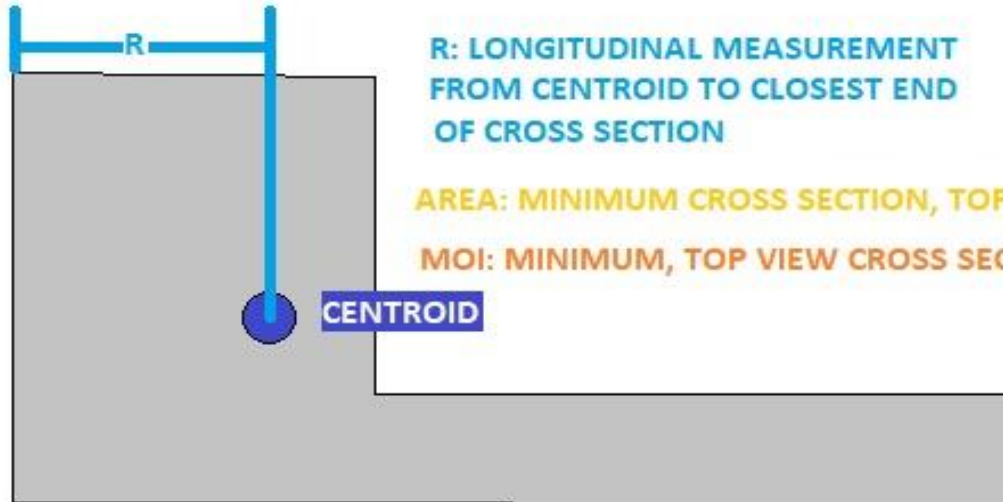 R
R: LONGITUDINAL MEASUREMENT
FROM CENTROID TO CLOSEST END
OF CROSS SECTION
AREA: MINIMUM CROSS SECTION,
MOI: MINIMUM, TOP VIEW CROSS
CENTROID